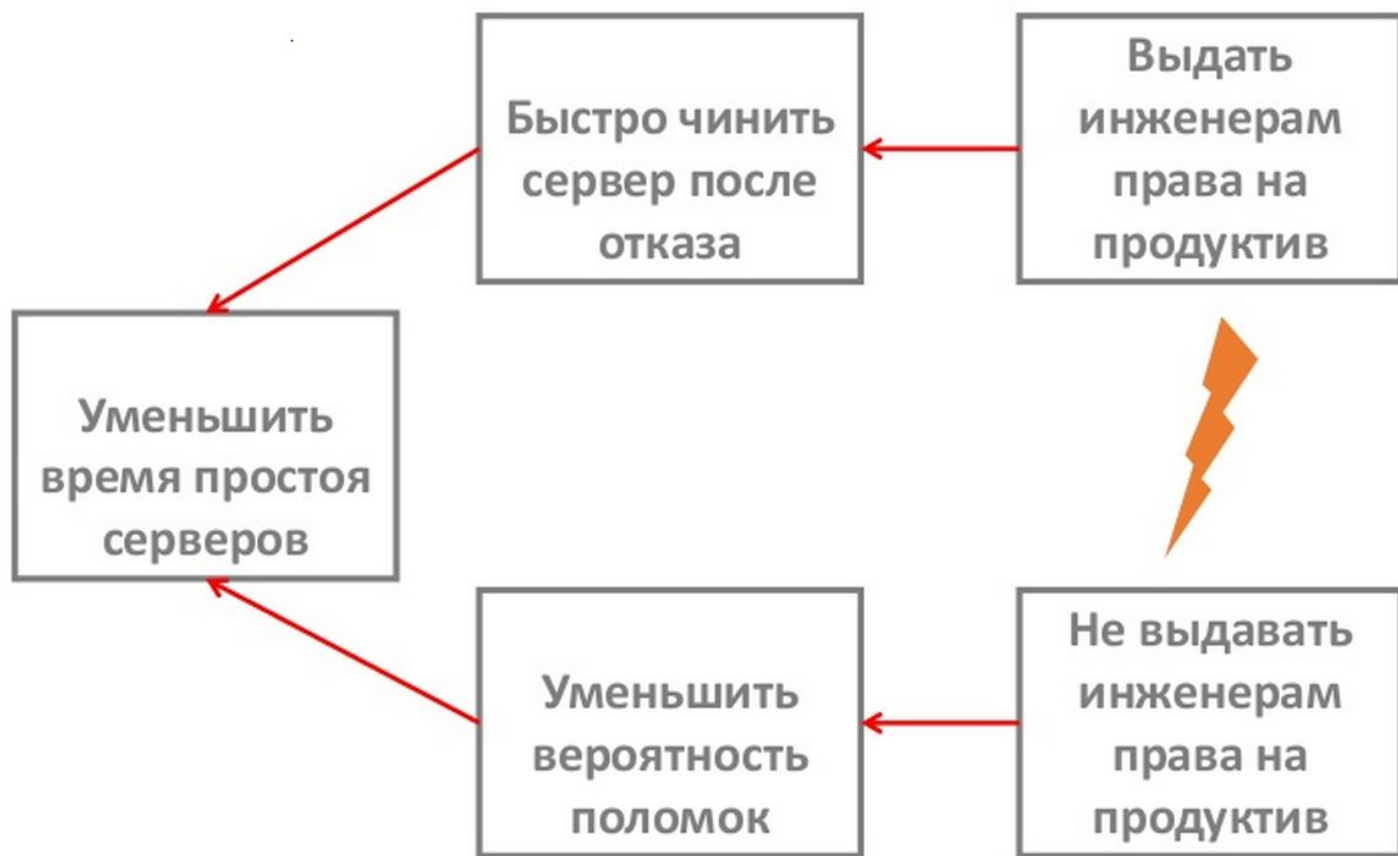 Быстро чинить
сервер после
отказа
Выдать
инженерам
права на
продуктив
Уменьшить
время простоя
серверов
Уменьшить
вероятность
поломок
Не выдавать
инженерам
права на
продуктив